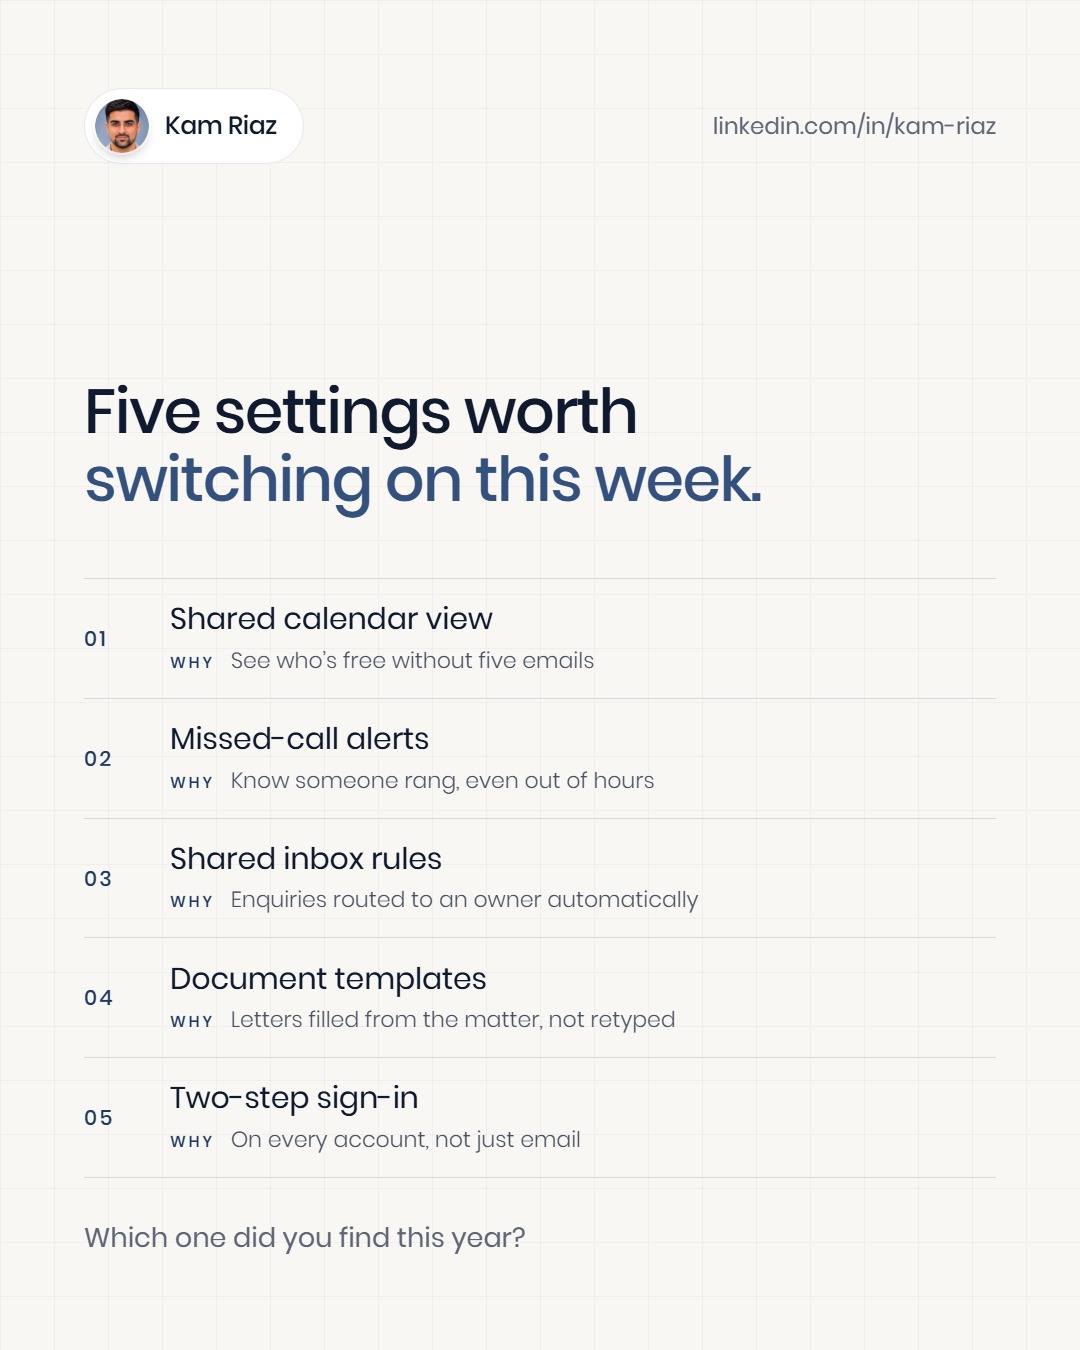 Kam Riaz
linkedin.com/in/kam-riaz
Five settings worth
switching on this week.
01
Shared calendar view
WHY See who’s free without five emails
02
Missed-call alerts
WHY Know someone rang, even out of hours
03
Shared inbox rules
WHY Enquiries routed to an owner automatically
04
Document templates
WHY Letters filled from the matter, not retyped
05
Two-step sign-in
WHY On every account, not just email
Which one did you find this year?